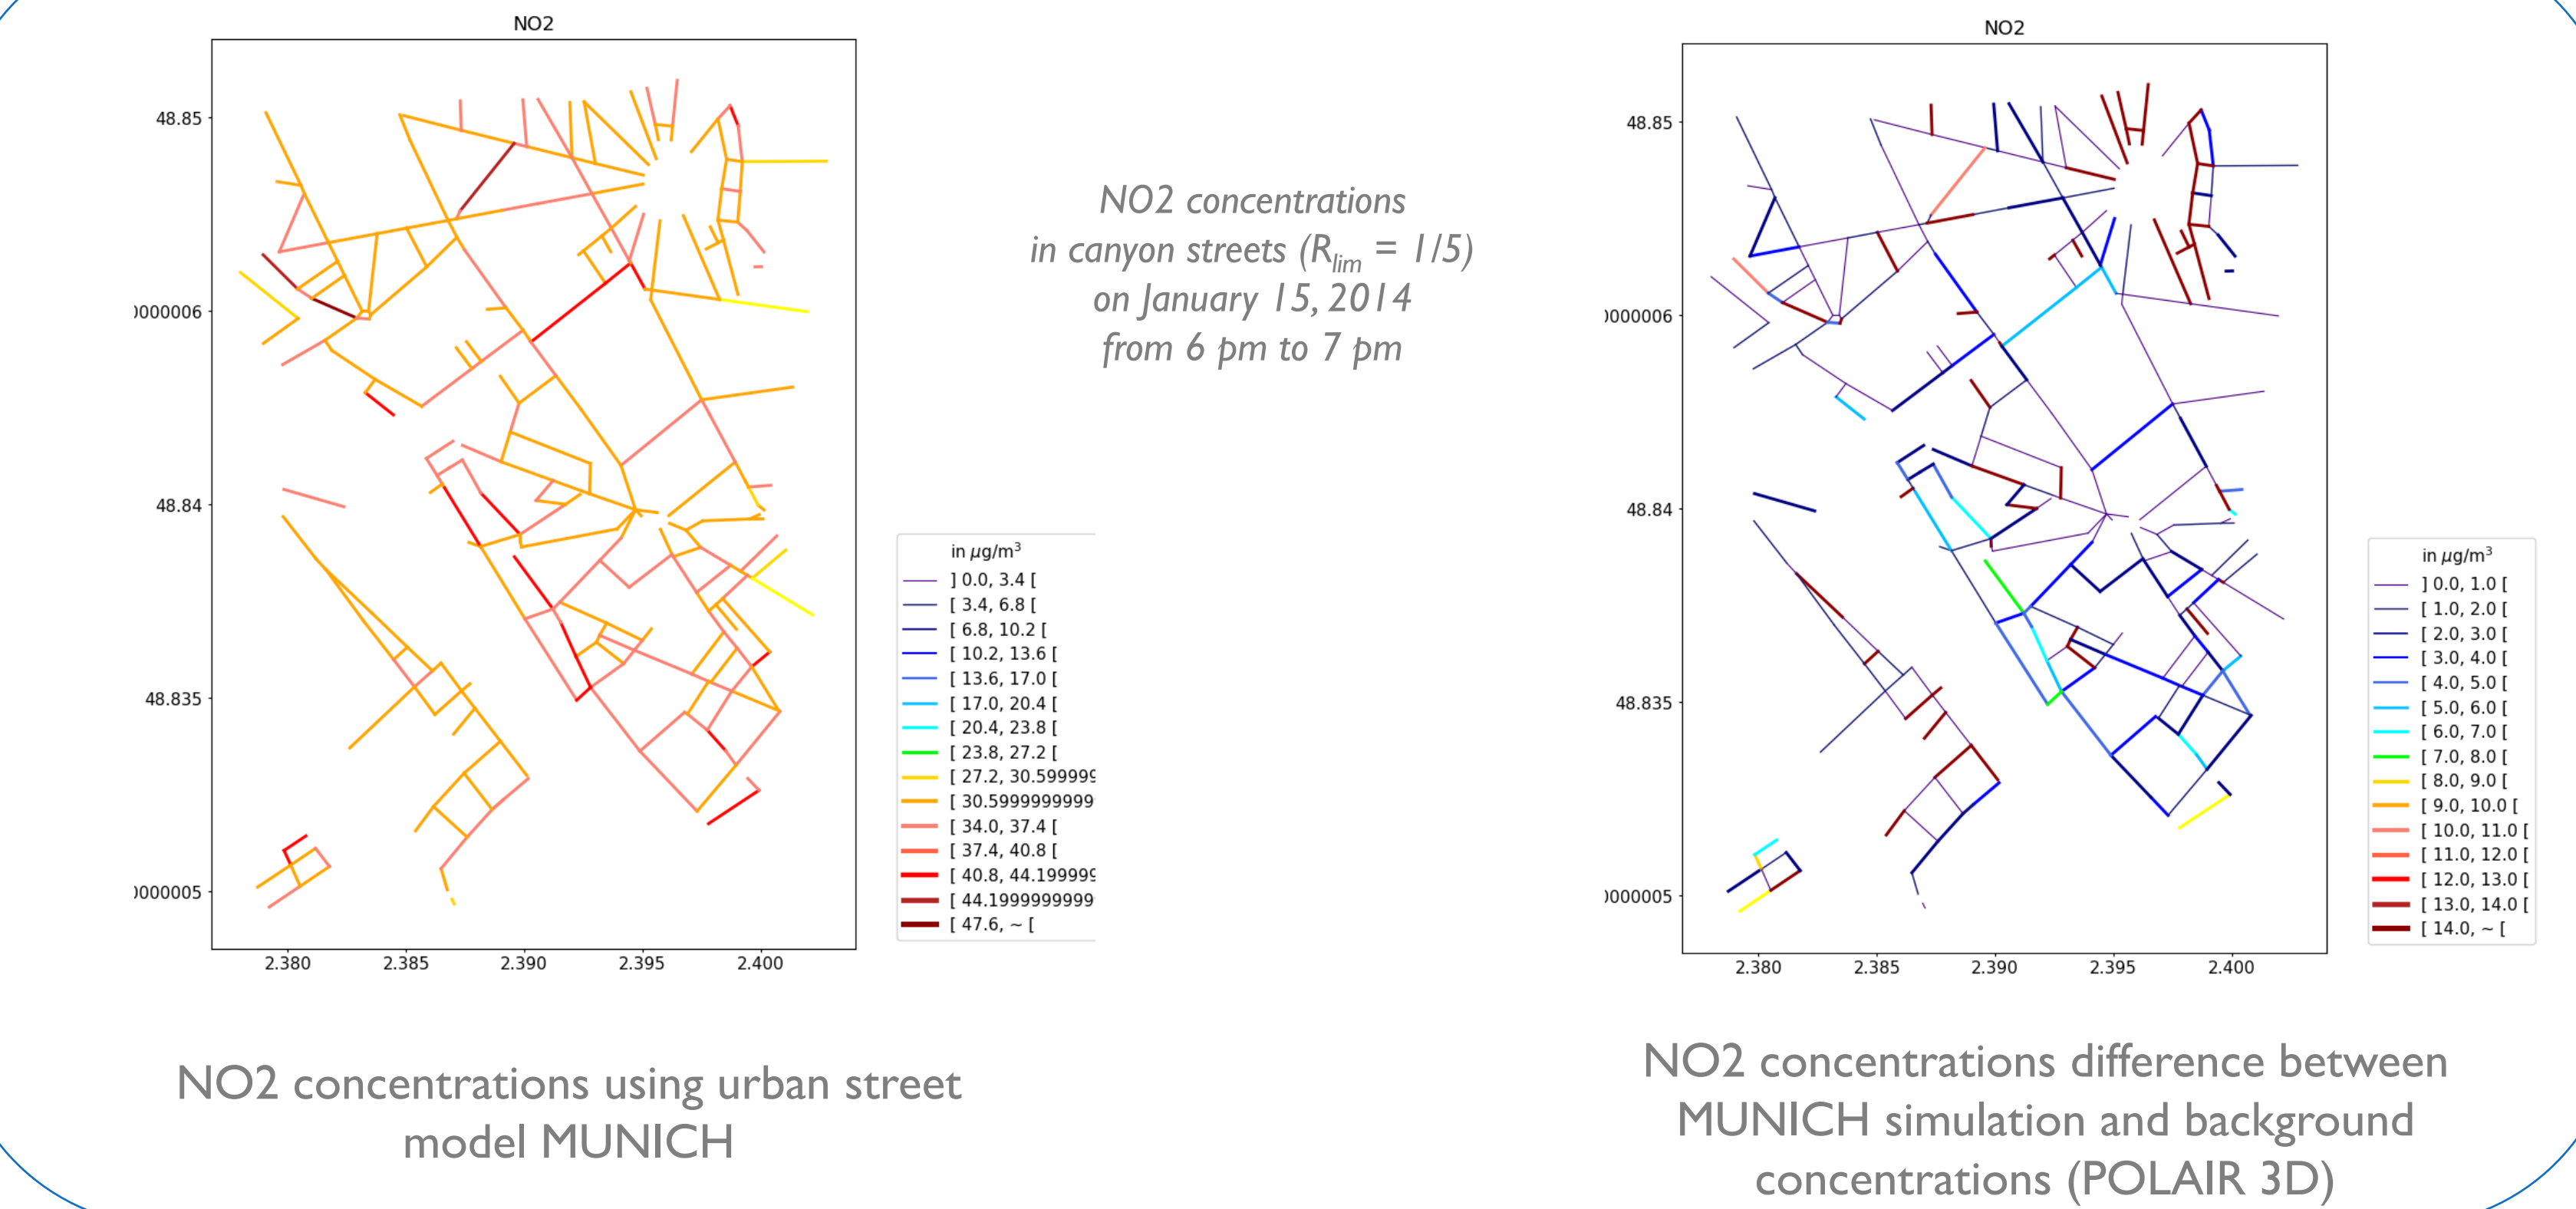 NO2
48.85
0000006
48.84
48.835
0000005
2.380 2.385 2.390 2.395 2.400
in μg/m³
] 0.0, 3.4 [
[ 3.4, 6.8 [
[ 6.8, 10.2 [
[ 10.2, 13.6 [
[ 13.6, 17.0 [
[ 17.0, 20.4 [
[ 20.4, 23.8 [
[ 23.8, 27.2 [
[ 27.2, 30.599999
[ 30.5999999999
[ 34.0, 37.4 [
[ 37.4, 40.8 [
[ 40.8, 44.199999
[ 44.1999999999
[ 47.6, ~ [
NO2 concentrations using urban street
model MUNICH
NO2 concentrations
in canyon streets (Rlim = 1/5)
on January 15, 2014
from 6 pm to 7 pm
NO2
48.85
0000006
48.84
48.835
0000005
2.380 2.385 2.390 2.395 2.400
in μg/m³
] 0.0, 1.0 [
[ 1.0, 2.0 [
[ 2.0, 3.0 [
[ 3.0, 4.0 [
[ 4.0, 5.0 [
[ 5.0, 6.0 [
[ 6.0, 7.0 [
[ 7.0, 8.0 [
[ 8.0, 9.0 [
[ 9.0, 10.0 [
[ 10.0, 11.0 [
[ 11.0, 12.0 [
[ 12.0, 13.0 [
[ 13.0, 14.0 [
[ 14.0, ~ [
NO2 concentrations difference between
MUNICH simulation and background
concentrations (POLAIR 3D)